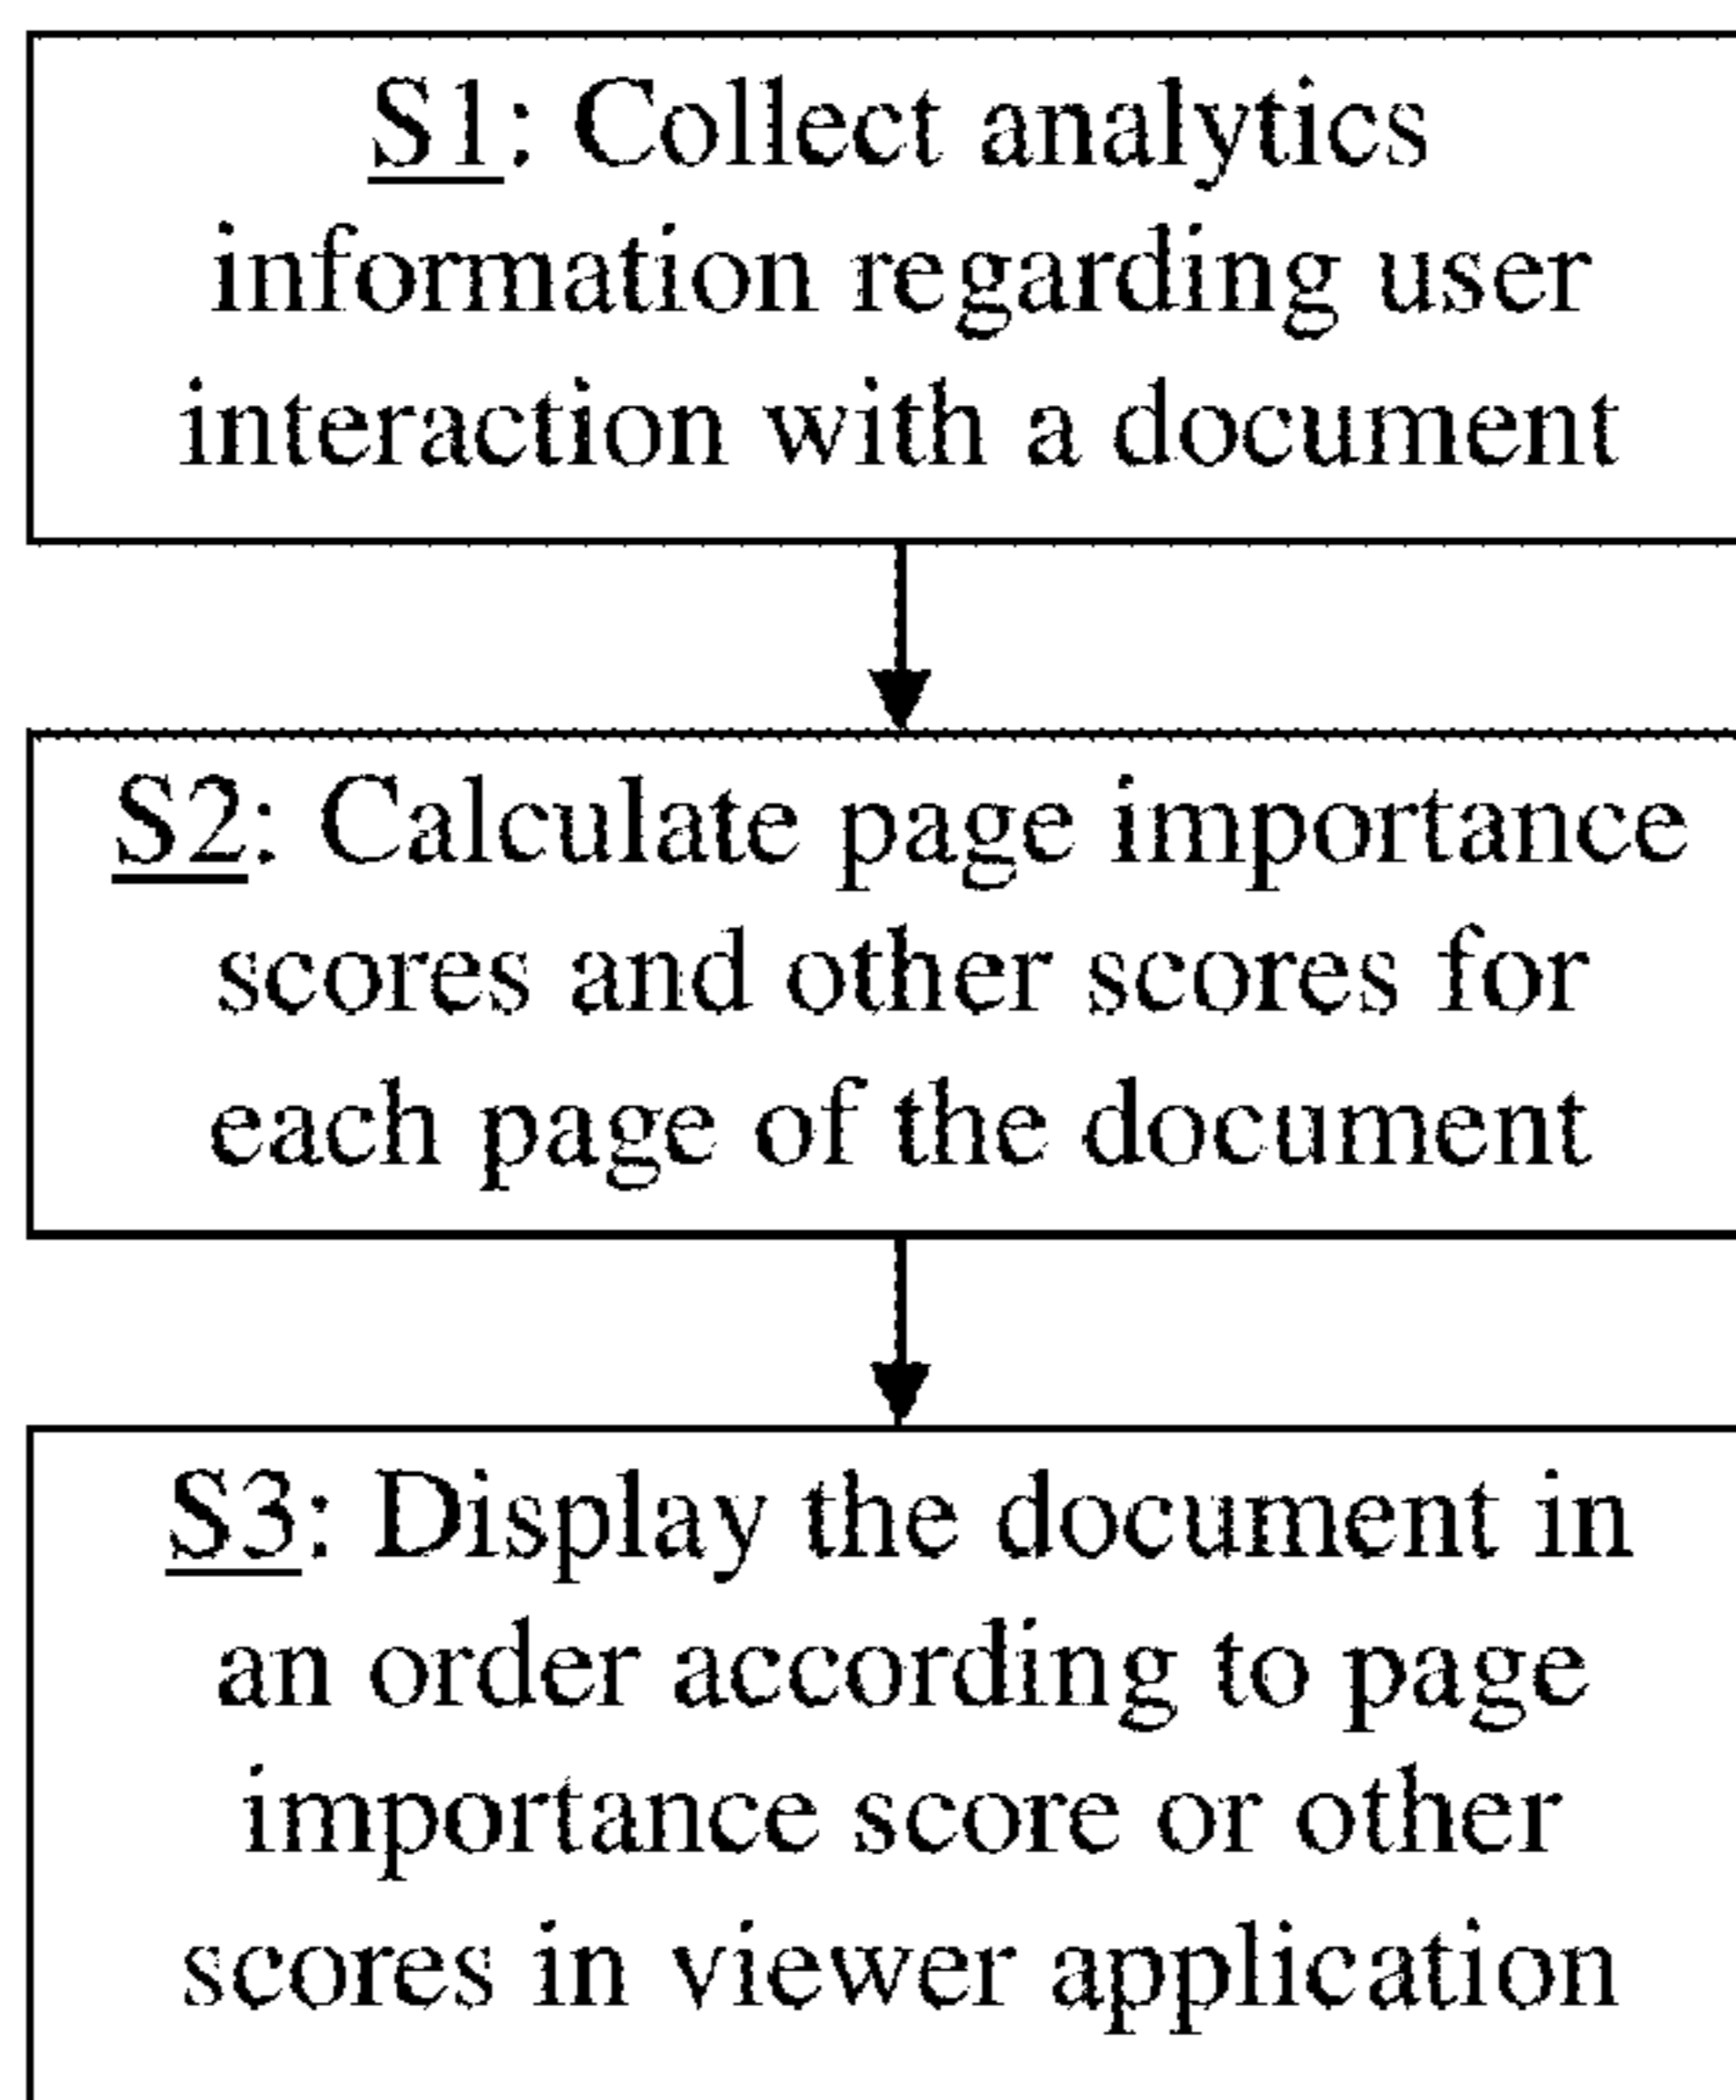 S1: Collect analytics
information regarding user
interaction with a document
S2: Calculate page importance
scores and other scores for
each page of the document
S3: Display the document in
an order according to page
importance score or other
scores in viewer application